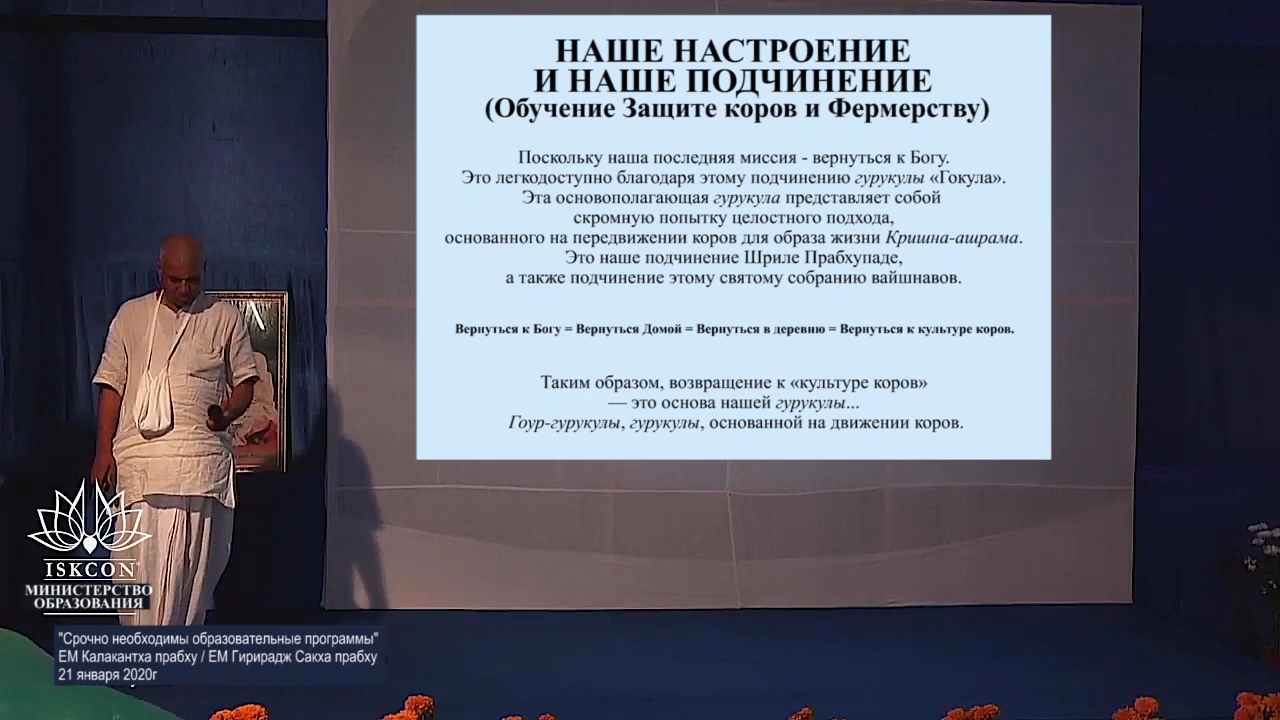 НАШЕ НАСТРОЕНИЕ
И НАШЕ ПОДЧИНЕНИЕ
(Обучение Защите коров и Фермерству)
Поскольку наша последняя миссия - вернуться к Богу.
Это легкодоступно благодаря этому подчинению гурукулы «Гокула».
Эта основополагающая гурукула представляет собой
скромную попытку целостного подхода,
основанного на передвижении коров для образа жизни Кришна-ашрама.
Это наше подчинение Шриле Прабхупаде,
а также подчинение этому святому собранию вайшнавов.
Вернуться к Богу = Вернуться Домой = Вернуться в деревню = Вернуться к культуре коров.
Таким образом, возвращение к «культуре коров»
— это основа нашей гурукулы...
Гоур-гурукулы, гурукулы, основанной на движении коров.
ISKCON
МИНИСТЕРСТВО
ОБРАЗОВАНИЯ
"Срочно необходимы образовательные программы"
ЕМ Калакантха прабху / ЕМ Гирирадж Сакха прабху
21 января 2020г